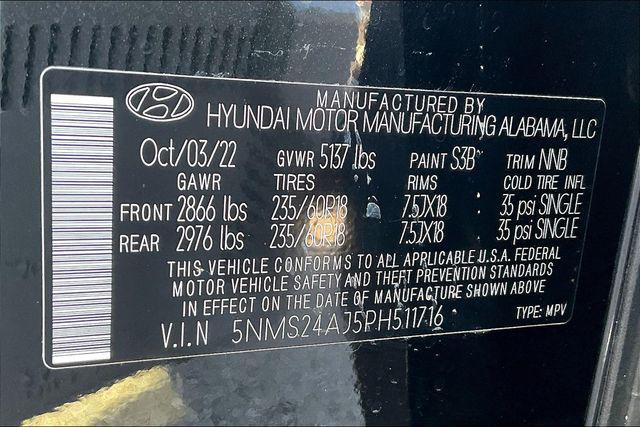 MANUFACTURED BY
HYUNDAI MOTOR MANUFACTURING ALABAMA, LLC
Oct/03/22 GVWR 5137 lbs PAINT S3B TRIM NNB
GAWR TIRES RIMS COLD TIRE INFL
FRONT 2866 lbs 235/60R18 7.5JX18 35 psi SINGLE
REAR 2976 lbs 235/60R18 7.5JX18 35 psi SINGLE
THIS VEHICLE CONFORMS TO ALL APPLICABLE U.S.A. FEDERAL
MOTOR VEHICLE SAFETY AND THEFT PREVENTION STANDARDS
IN EFFECT ON THE DATE OF MANUFACTURE SHOWN ABOVE
V.I.N 5NMS24AJ5PH511716 TYPE: MPV